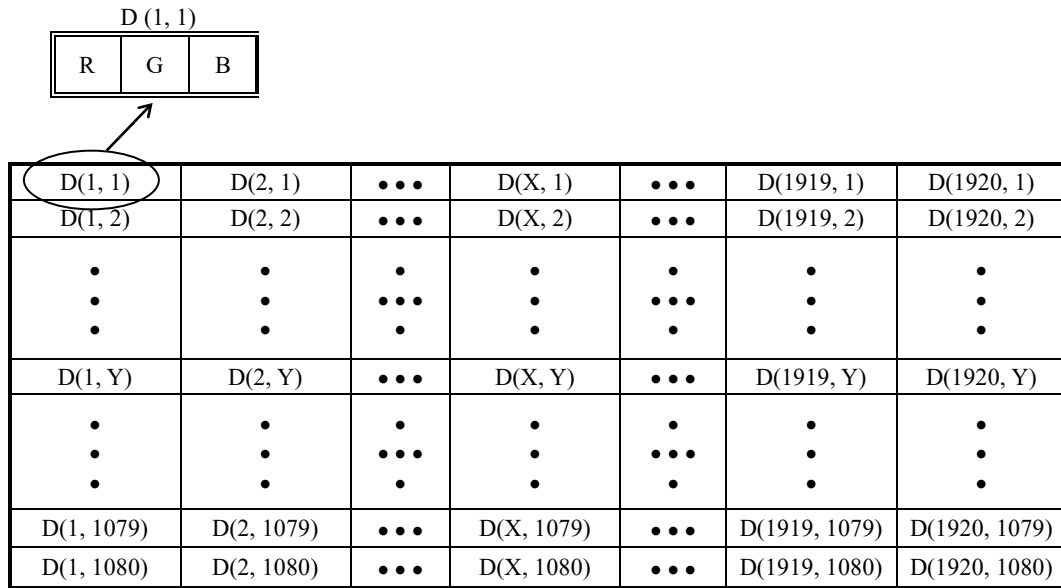 D (1, 1)
R G B
D(1, 1) D(2, 1) ●●● D(X, 1) ●●● D(1919, 1) D(1920, 1)
D(1, 2) D(2, 2) ●●● D(X, 2) ●●● D(1919, 2) D(1920, 2)
● ● ● ● ● ● ●
● ● ●●● ● ●●● ● ●
● ● ● ● ● ● ●
D(1, Y) D(2, Y) ●●● D(X, Y) ●●● D(1919, Y) D(1920, Y)
● ● ● ● ● ● ●
● ● ●●● ● ●●● ● ●
● ● ● ● ● ● ●
D(1, 1079) D(2, 1079) ●●● D(X, 1079) ●●● D(1919, 1079) D(1920, 1079)
D(1, 1080) D(2, 1080) ●●● D(X, 1080) ●●● D(1919, 1080) D(1920, 1080)